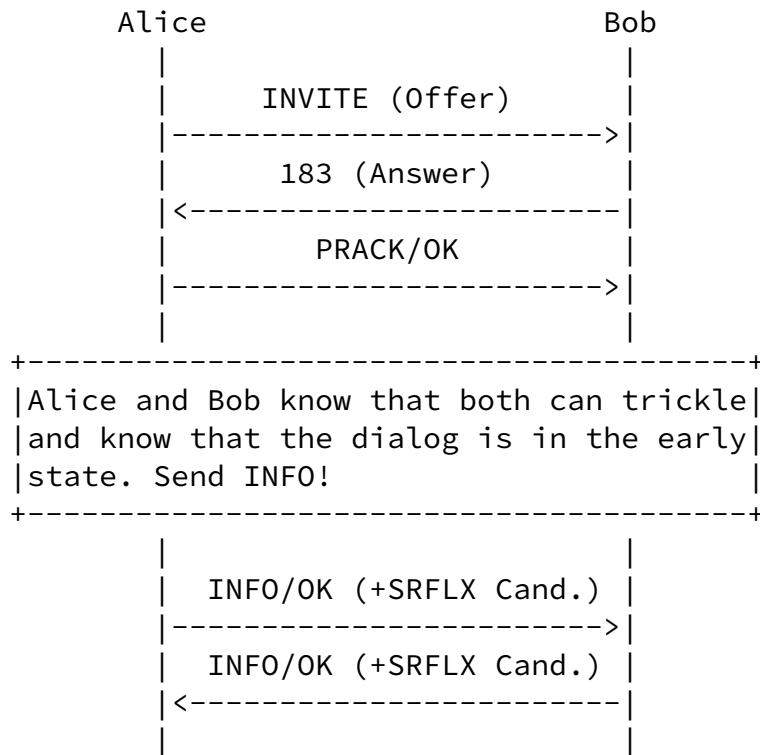 Alice Bob
INVITE (Offer)
183 (Answer)
PRACK/OK
Alice and Bob know that both can trickle
and know that the dialog is in the early
state. Send INFO!
INFO/OK (+SRFLX Cand.)
INFO/OK (+SRFLX Cand.)